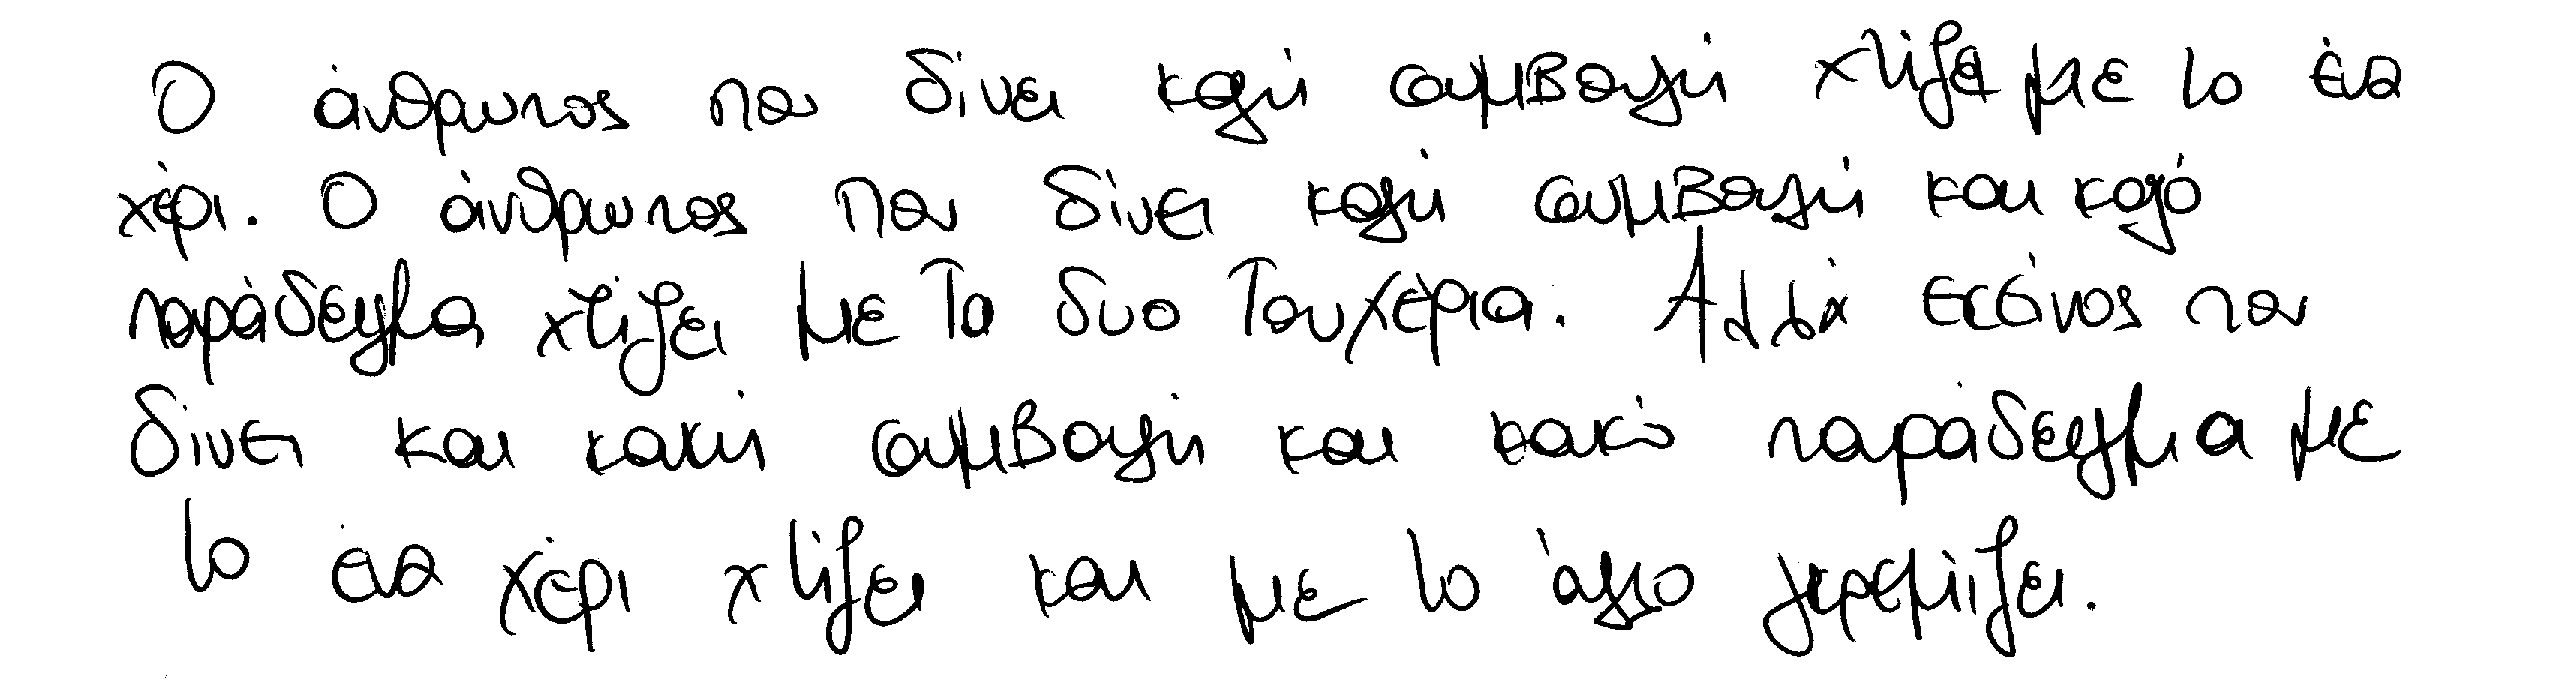 Ο άνθρωπος που δίνει καλή συμβουλή χτίζει με το ένα
χέρι. Ο άνθρωπος που δίνει καλή συμβουλή και καλό
παράδειγμα χτίζει με τα δυο του χέρια. Αλλά εκείνος που
δίνει και κακή συμβουλή και κακό παράδειγμα με
το ένα χέρι χτίζει και με το άλλο γκρεμίζει.